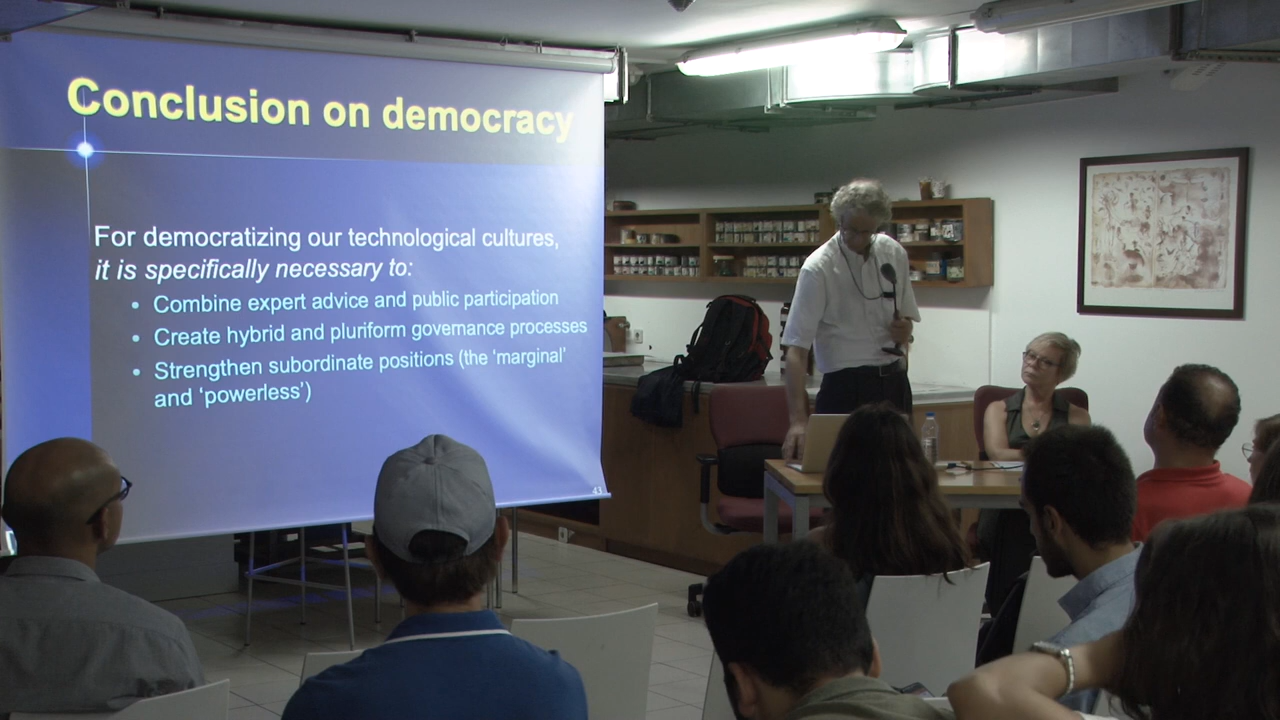 Conclusion on democracy
For democratizing our technological cultures,
it is specifically necessary to:
• Combine expert advice and public participation
• Create hybrid and pluriform governance processes
• Strengthen subordinate positions (the ‘marginal’
and ‘powerless’)
43